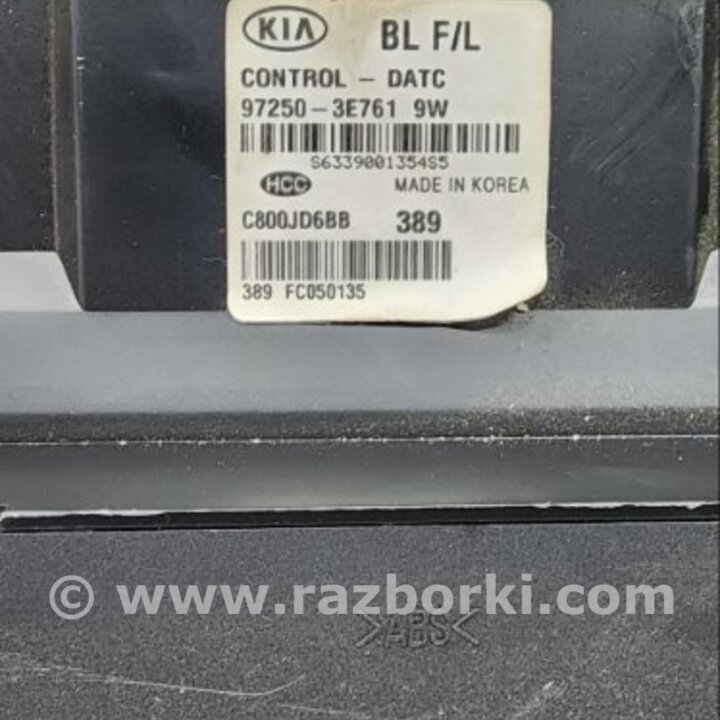 KIA BL F/L
CONTROL - DATC
97250-3E761 9W
S6339001354S5
HCC MADE IN KOREA
C800JD6BB 389
389 FC050135
© www.razborki.com
>ABS<